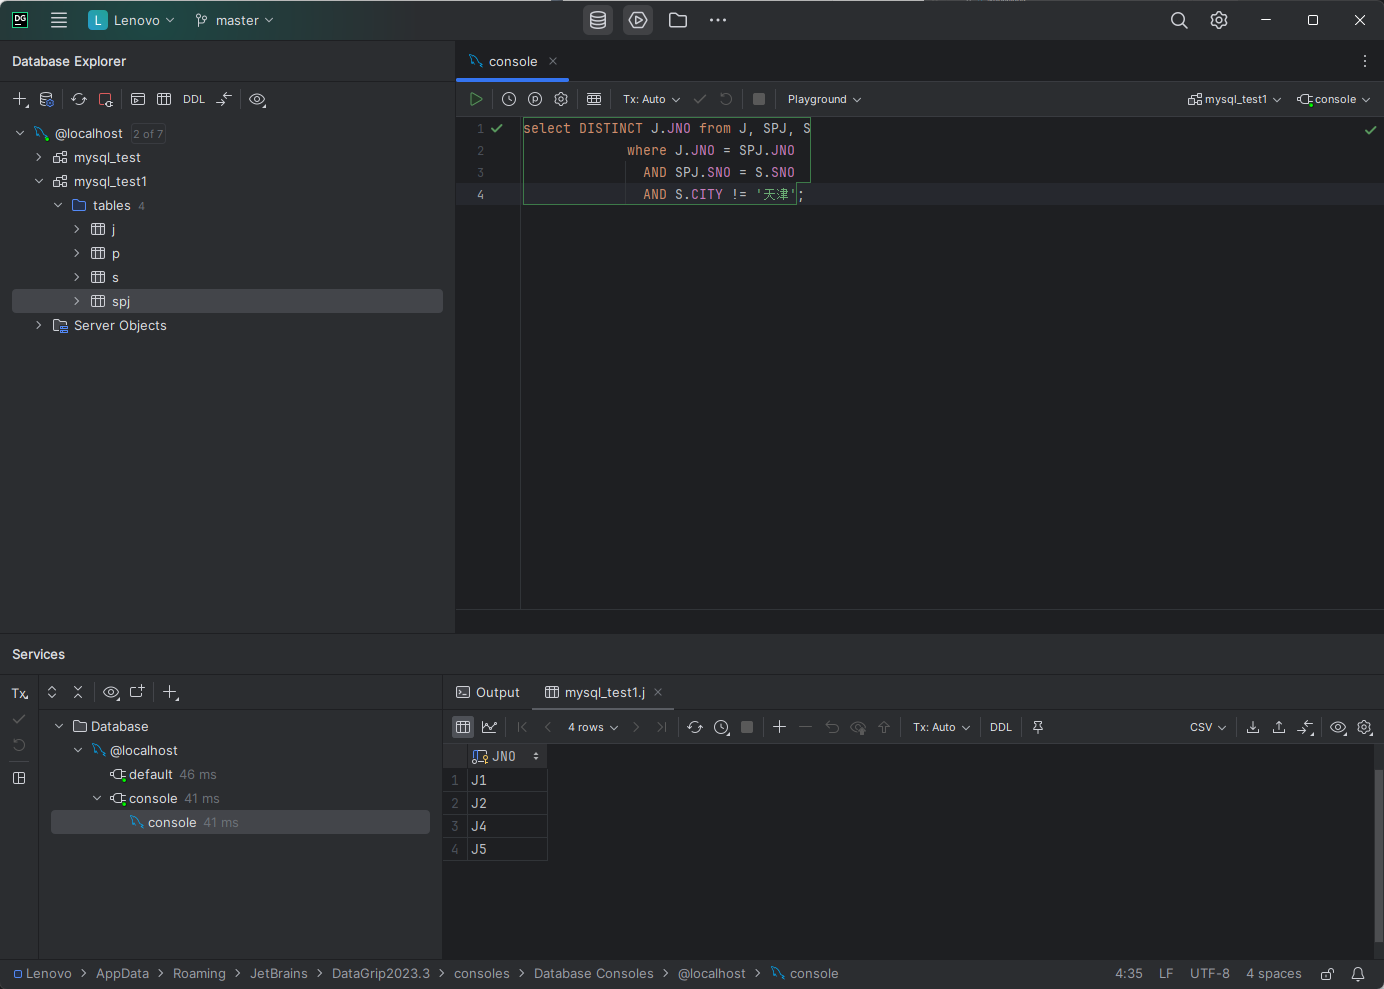 DG
L Lenovo master
Database Explorer
DDL
@localhost 2 of 7
mysql_test
mysql_test1
tables 4
j
p
s
spj
Server Objects
console
Tx: Auto Playground mysql_test1 console
1 select DISTINCT J.JNO from J, SPJ, S
2 where J.JNO = SPJ.JNO
3 AND SPJ.SNO = S.SNO
4 AND S.CITY != '天津';
Services
Tx
Database
@localhost
default 46 ms
console 41 ms
console 41 ms
Output mysql_test1.j
4 rows Tx: Auto DDL CSV
JNO
1 J1
2 J2
3 J4
4 J5
Lenovo > AppData > Roaming > JetBrains > DataGrip2023.3 > consoles > Database Consoles > @localhost > console 4:35 LF UTF-8 4 spaces